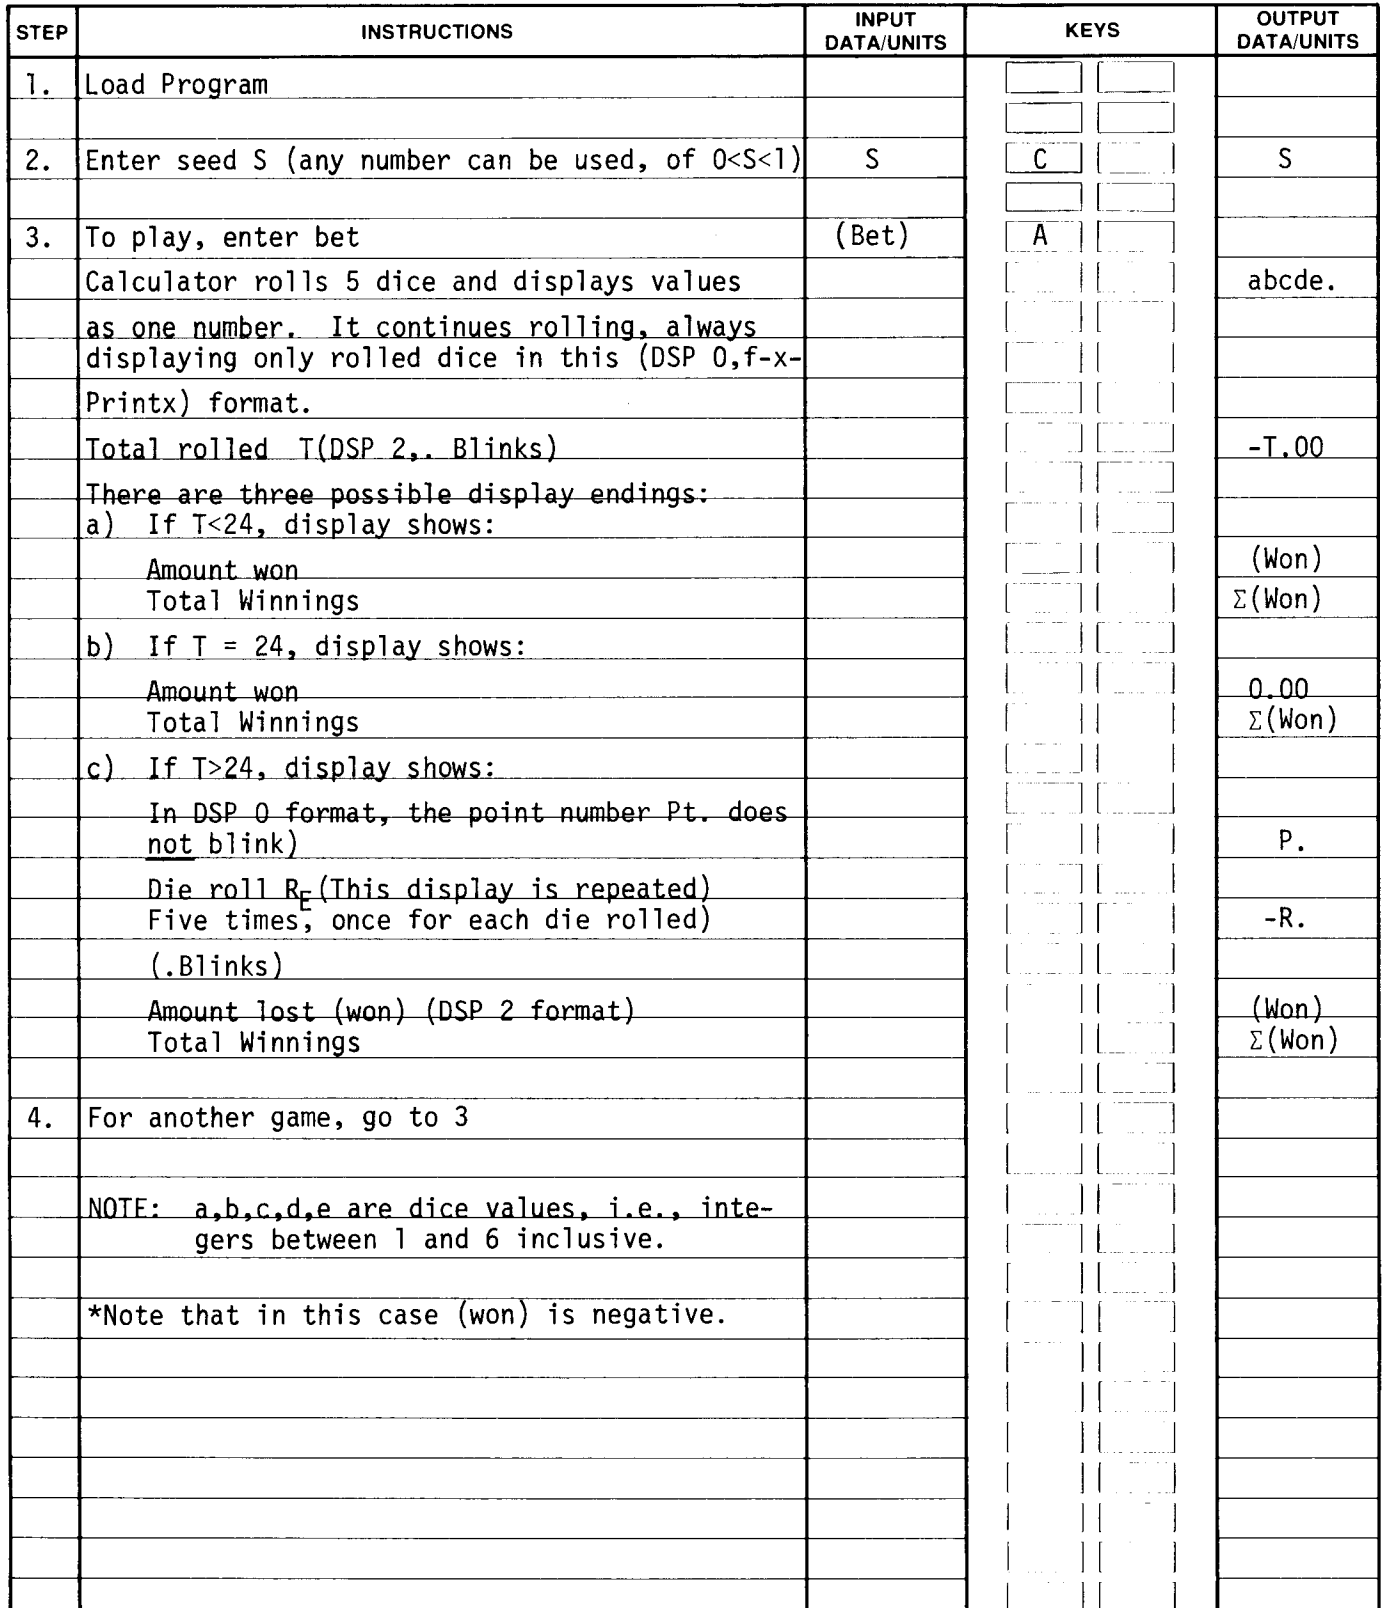 STEP INSTRUCTIONS INPUT DATA/UNITS KEYS OUTPUT DATA/UNITS
1. Load Program
2. Enter seed S (any number can be used, of 0<S<1) S C S
3. To play, enter bet (Bet) A
Calculator rolls 5 dice and displays values abcde.
as one number. It continues rolling, always
displaying only rolled dice in this (DSP 0,f-x-
Printx) format.
Total rolled T(DSP 2,. Blinks) -T.00
There are three possible display endings:
a) If T<24, display shows:
Amount won (Won)
Total Winnings Σ(Won)
b) If T = 24, display shows:
Amount won 0.00
Total Winnings Σ(Won)
c) If T>24, display shows:
In DSP 0 format, the point number Pt. does
not blink) P.
Die roll RE(This display is repeated)
Five times, once for each die rolled) -R.
(.Blinks)
Amount lost (won) (DSP 2 format) (Won)
Total Winnings Σ(Won)
4. For another game, go to 3
NOTE: a,b,c,d,e are dice values, i.e., inte-
gers between 1 and 6 inclusive.
*Note that in this case (won) is negative.